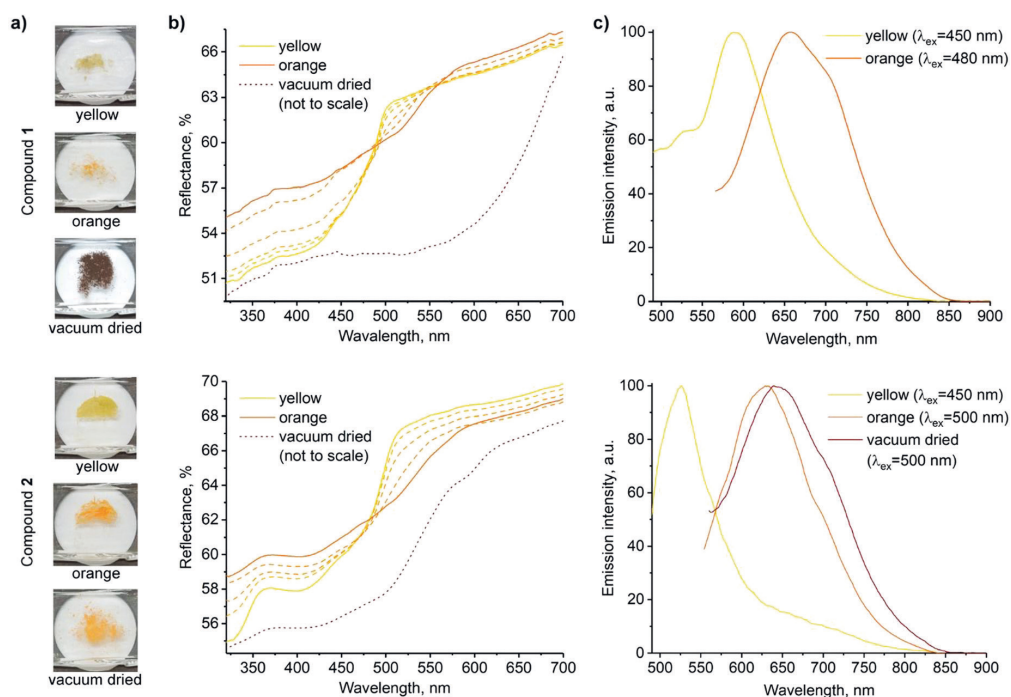 a)
Compound 1
yellow
orange
vacuum dried
b)
Reflectance, %
66
63
60
57
54
51
yellow
orange
vacuum dried
(not to scale)
350 400 450 500 550 600 650 700
Wavelength, nm
c)
Emission intensity, a.u.
100
80
60
40
20
0
yellow (λex=450 nm)
orange (λex=480 nm)
500 550 600 650 700 750 800 850 900
Wavelength, nm
Compound 2
yellow
orange
vacuum dried
Reflectance, %
70
68
66
64
62
60
58
56
yellow
orange
vacuum dried
(not to scale)
350 400 450 500 550 600 650 700
Wavelength, nm
Emission intensity, a.u.
100
80
60
40
20
0
yellow (λex=450 nm)
orange (λex=500 nm)
vacuum dried
(λex=500 nm)
500 550 600 650 700 750 800 850 900
Wavelength, nm